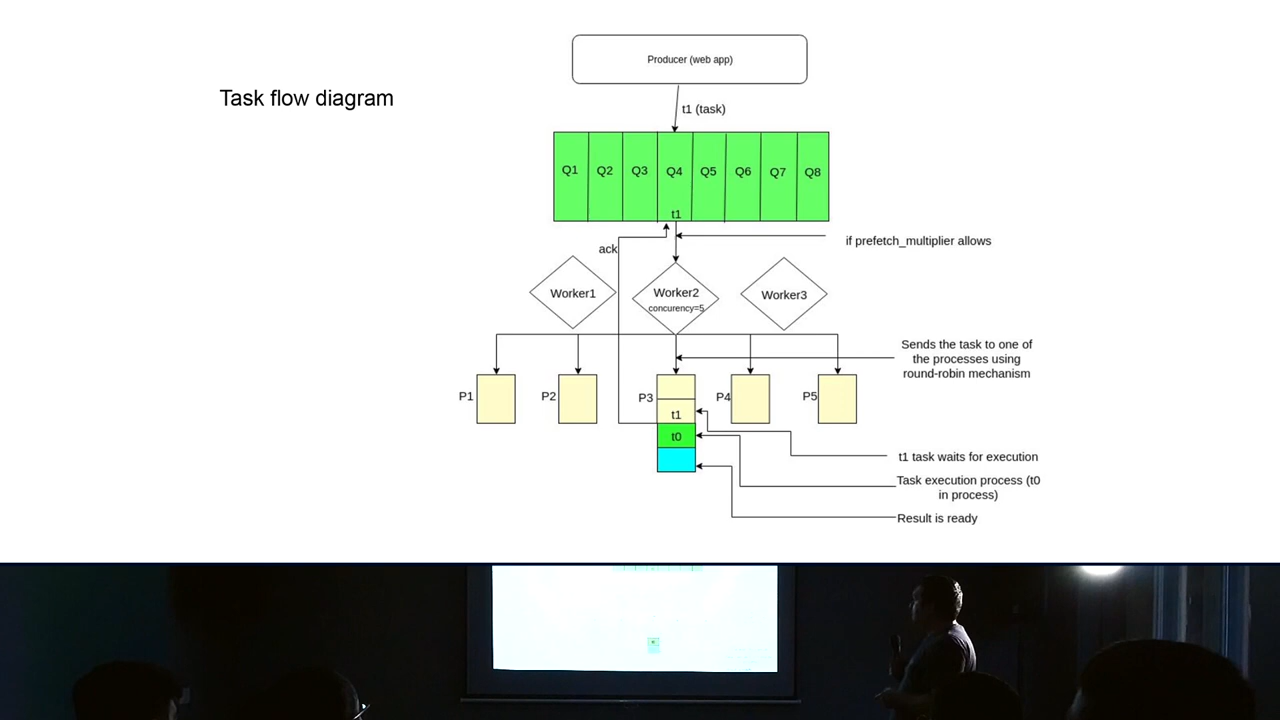 Producer (web app)
Task flow diagram
t1 (task)
Q1 Q2 Q3 Q4 Q5 Q6 Q7 Q8
t1
ack
if prefetch_multiplier allows
Worker1
Worker2
concurency=5
Worker3
Sends the task to one of
the processes using
round-robin mechanism
P1
P2
P3
P4
P5
t1
t0
t1 task waits for execution
Task execution process (t0
in process)
Result is ready